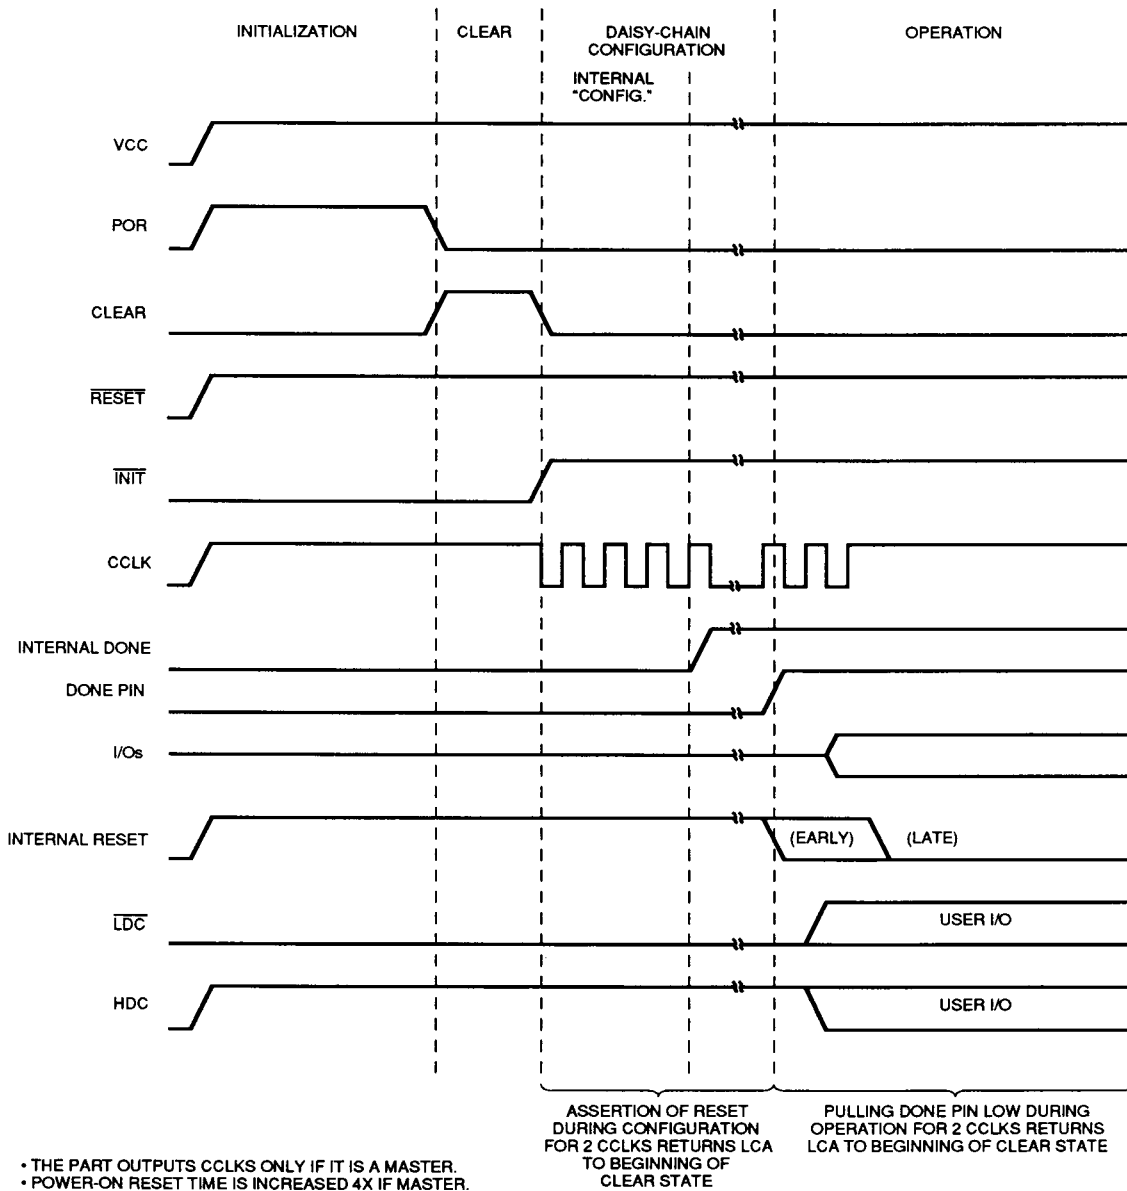 INITIALIZATION
CLEAR
DAISY-CHAIN
CONFIGURATION
OPERATION
INTERNAL
"CONFIG."
VCC
POR
CLEAR
RESET
INIT
CCLK
INTERNAL DONE
DONE PIN
I/Os
INTERNAL RESET
(EARLY)
(LATE)
LDC
USER I/O
HDC
USER I/O
ASSERTION OF RESET
DURING CONFIGURATION
FOR 2 CCLKS RETURNS LCA
TO BEGINNING OF
CLEAR STATE
PULLING DONE PIN LOW DURING
OPERATION FOR 2 CCLKS RETURNS
LCA TO BEGINNING OF CLEAR STATE
• THE PART OUTPUTS CCLKS ONLY IF IT IS A MASTER.
• POWER-ON RESET TIME IS INCREASED 4X IF MASTER.